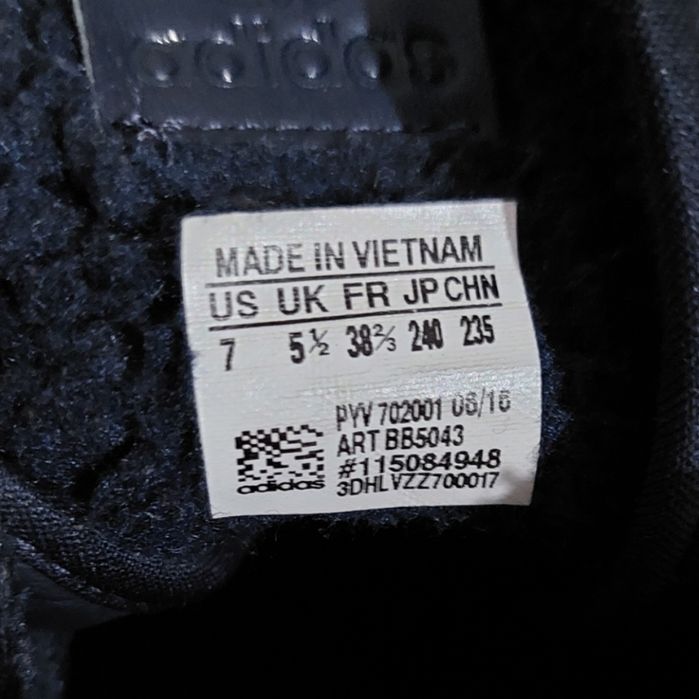 adidas
MADE IN VIETNAM
US UK FR JP CHN
7 5½ 38⅔ 240 235
PYV 702001 08/16
ART BB5043
#115084948
adidas 3DHLVZZ700017